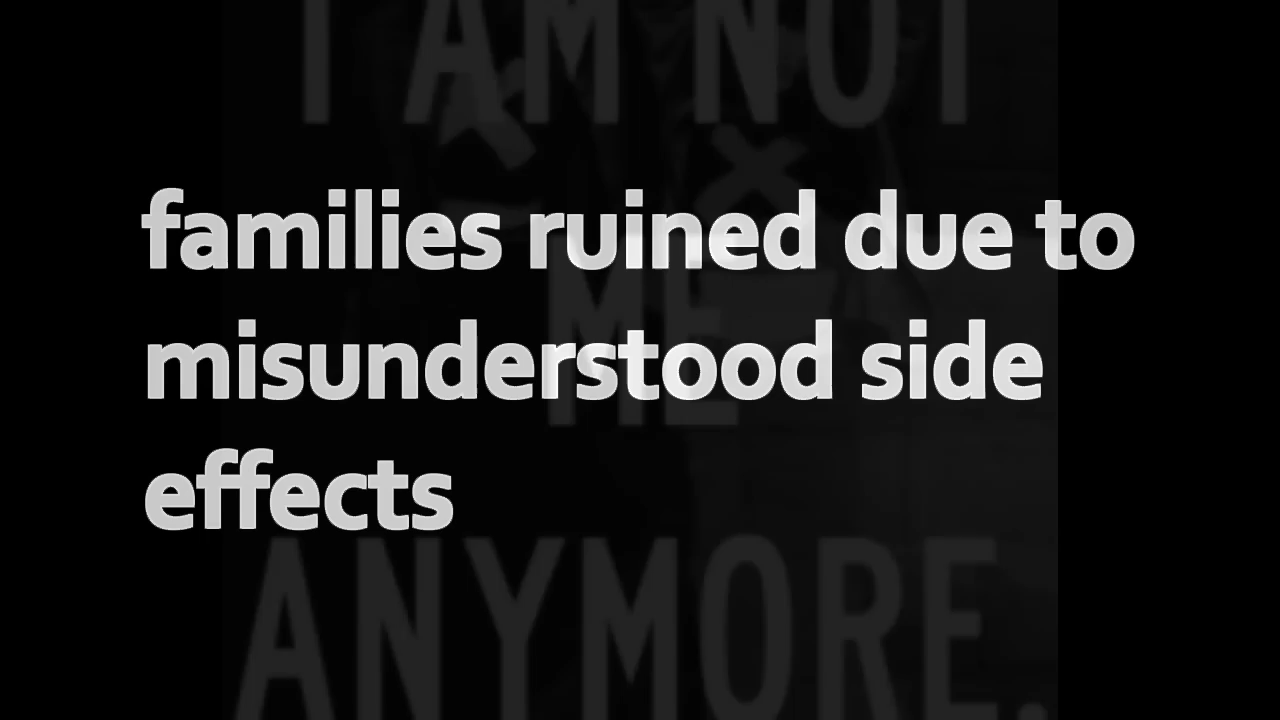 I AM NOT
families ruined due to
ME
misunderstood side
effects
ANYMORE.